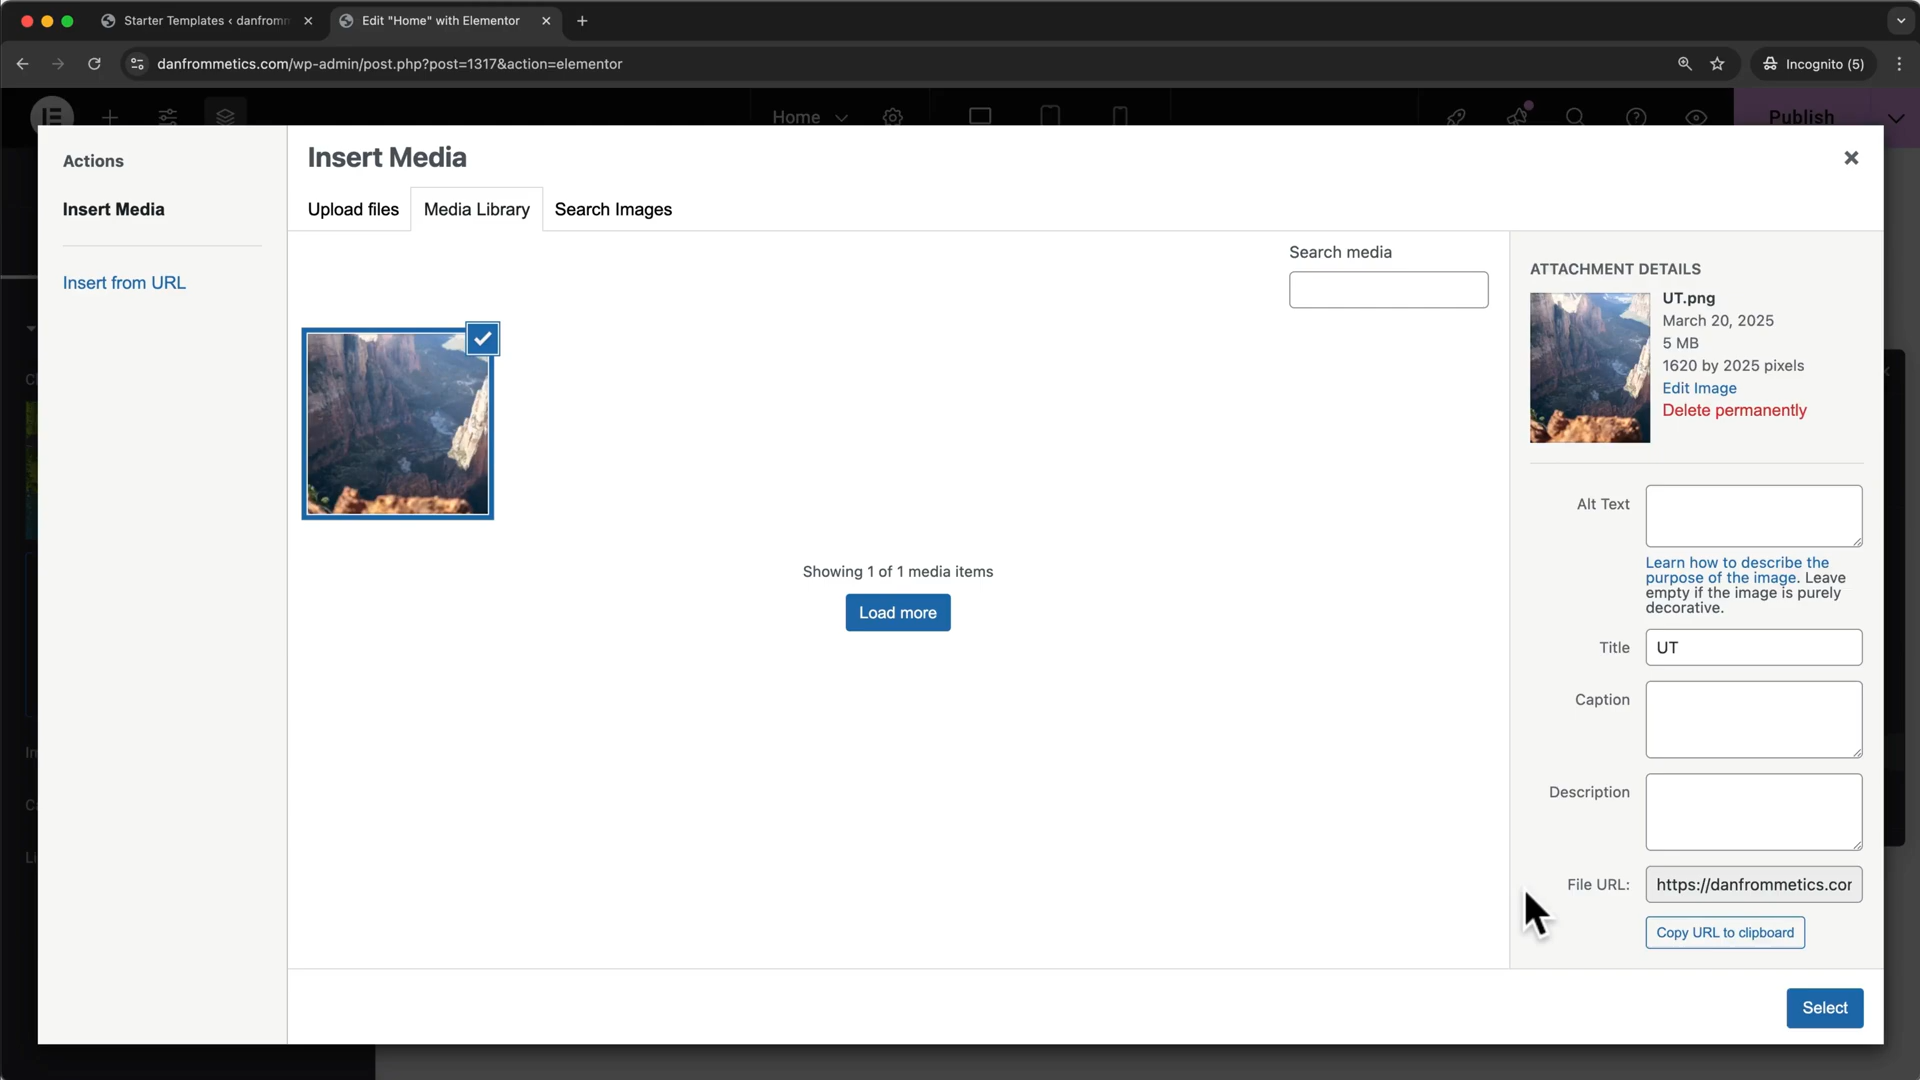 Starter Templates < danfromm
Edit "Home" with Elementor
danfrommetics.com/wp-admin/post.php?post=1317&action=elementor
Incognito (5)
Home
Publish
Actions
Insert Media
Insert from URL
Insert Media
Upload files
Media Library
Search Images
Search media
Showing 1 of 1 media items
Load more
ATTACHMENT DETAILS
UT.png
March 20, 2025
5 MB
1620 by 2025 pixels
Edit Image
Delete permanently
Alt Text
Learn how to describe the
purpose of the image. Leave
empty if the image is purely
decorative.
Title
UT
Caption
Description
File URL:
https://danfrommetics.cor
Copy URL to clipboard
Select